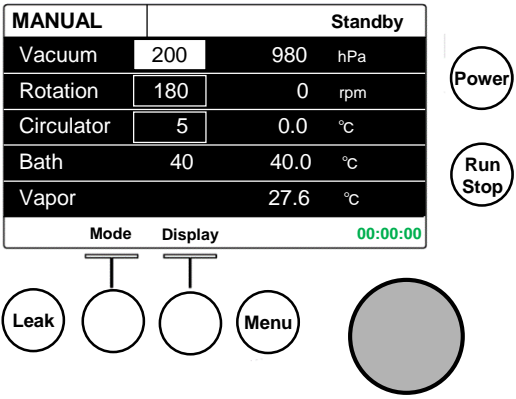 MANUAL Standby
Vacuum 200 980 hPa
Rotation 180 0 rpm
Circulator 5 0.0 ℃
Bath 40 40.0 ℃
Vapor 27.6 ℃
Mode Display 00:00:00
Power
Run
Stop
Leak
Menu